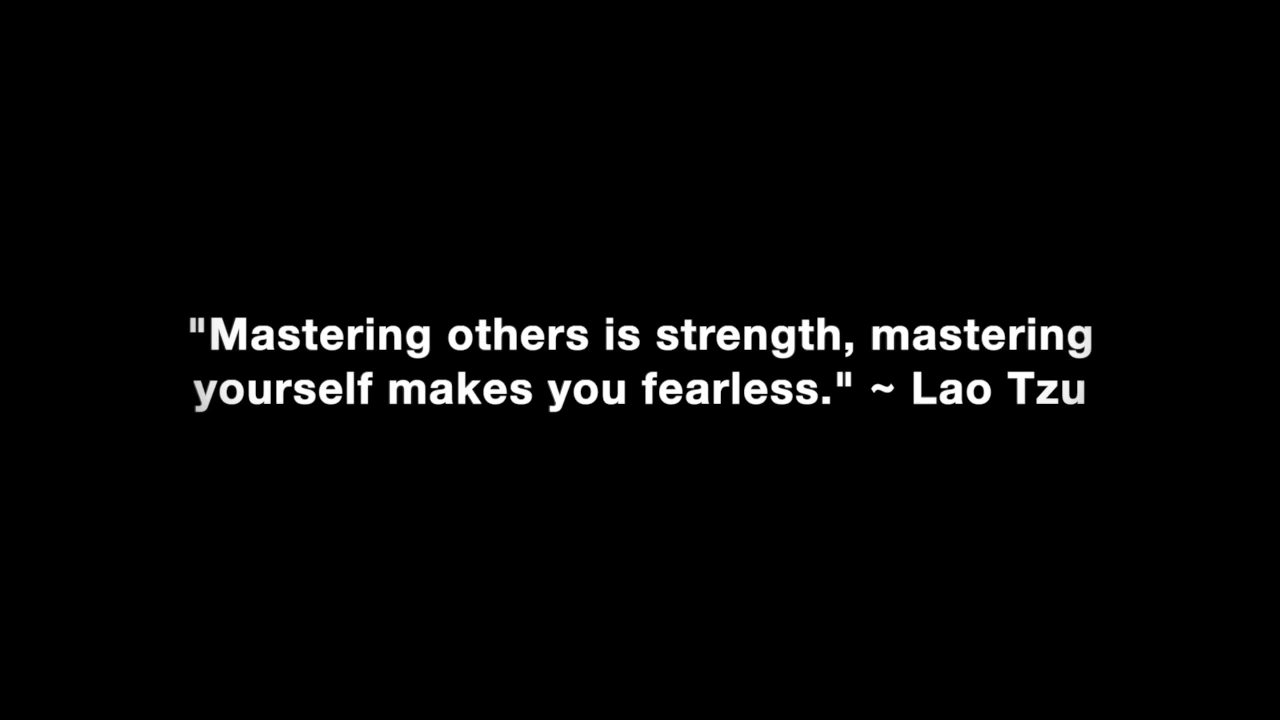 "Mastering others is strength, mastering
yourself makes you fearless." ~ Lao Tzu